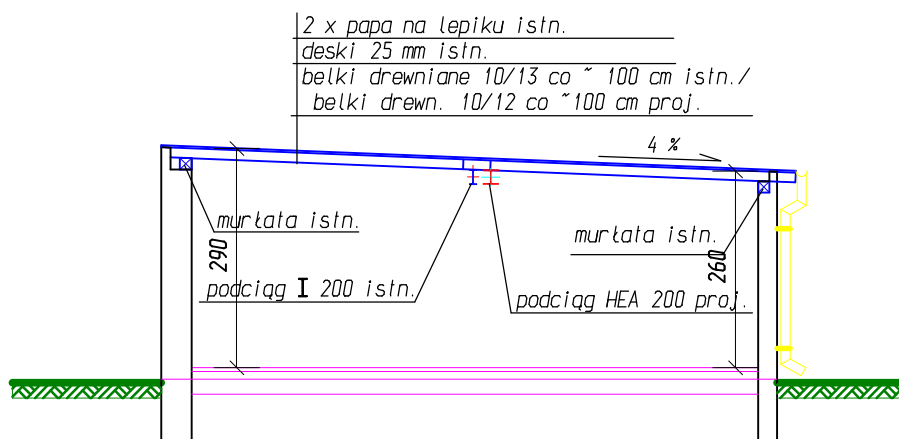 2 x papa na lepiku istn.
deski 25 mm istn.
belki drewniane 10/13 co ~ 100 cm istn./
belki drewn. 10/12 co ~100 cm proj.
4 %
murłata istn.
murłata istn.
290
260
podciąg I 200 istn.
podciąg HEA 200 proj.